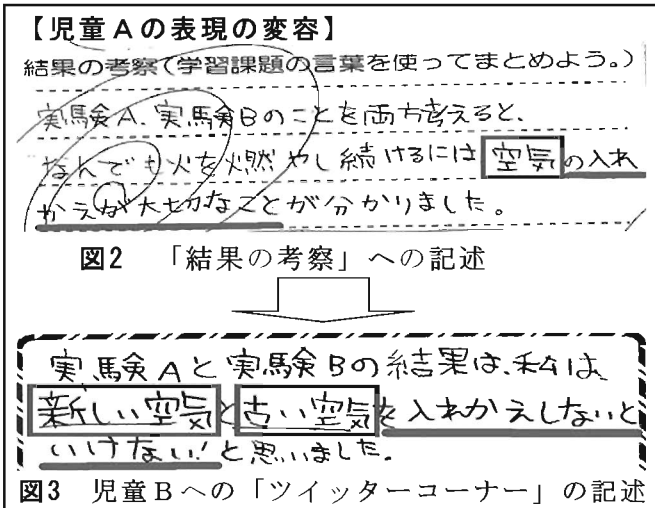 【児童Aの表現の変容】
結果の考察(学習課題の言葉を使ってまとめよう。)
実験A、実験Bのことを両方考えると、
なんでも火を燃やし続けるには空気の入れ
かえが大切なことが分かりました。
図2 「結果の考察」への記述
実験Aと実験Bの結果は、私は、
新しい空気と古い空気を入れかえしないと
いけない!と思いました。
図3 児童Bへの「ツイッターコーナー」の記述